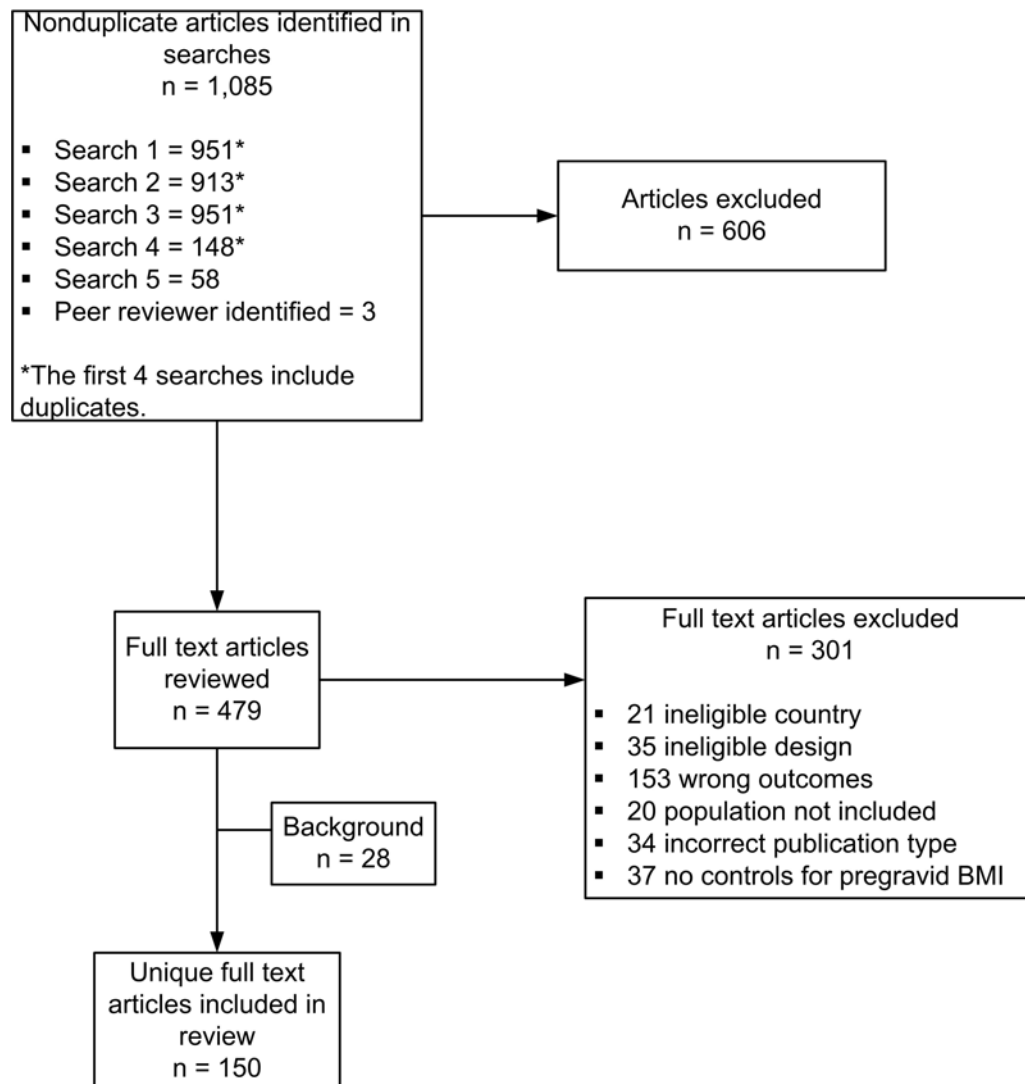 Nonduplicate articles identified in
searches
n = 1,085
▪ Search 1 = 951*
▪ Search 2 = 913*
▪ Search 3 = 951*
▪ Search 4 = 148*
▪ Search 5 = 58
▪ Peer reviewer identified = 3
*The first 4 searches include
duplicates.
Articles excluded
n = 606
Full text articles
reviewed
n = 479
Full text articles excluded
n = 301
▪ 21 ineligible country
▪ 35 ineligible design
▪ 153 wrong outcomes
▪ 20 population not included
▪ 34 incorrect publication type
▪ 37 no controls for pregravid BMI
Background
n = 28
Unique full text
articles included in
review
n = 150